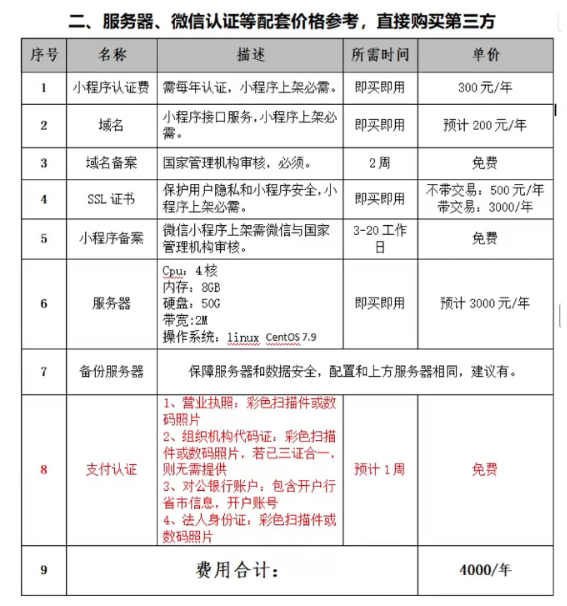 二、服务器、微信认证等配套价格参考，直接购买第三方
序号 名称 描述 所需时间 单价
1 小程序认证费 需每年认证，小程序上架必需。 即买即用 300 元/年
2 域名 小程序接口服务，小程序上架必
需。 即买即用 预计 200 元/年
3 域名备案 国家管理机构审核，必须。 2 周 免费
4 SSL 证书 保护用户隐私和小程序安全，小
程序上架必需。 即买即用 不带交易：500 元/年
带交易：3000/年
5 小程序备案 微信小程序上架需微信与国家
管理机构审核。 3-20 工作
日 免费
6 服务器 Cpu：4 核
内存：8GB
硬盘：50G
带宽:2M
操作系统：linux CentOS 7.9 即买即用 预计 3000 元/年
7 备份服务器 保障服务器和数据安全，配置和上方服务器相同，建议有。
8 支付认证 1、营业执照：彩色扫描件或数
码照片
2、组织机构代码证：彩色扫描
件或数码照片，若已三证合一，
则无需提供
3、对公银行账户：包含开户行
省市信息，开户账号
4、法人身份证：彩色扫描件或
数码照片 预计 1 周 免费
9 费用合计： 4000/年